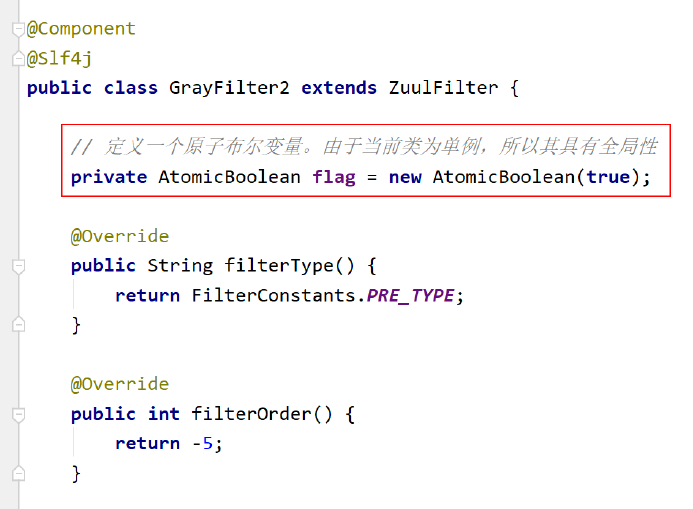 @Component
@Slf4j
public class GrayFilter2 extends ZuulFilter {
// 定义一个原子布尔变量。由于当前类为单例，所以其具有全局性
private AtomicBoolean flag = new AtomicBoolean(true);
@Override
public String filterType() {
return FilterConstants.PRE_TYPE;
}
@Override
public int filterOrder() {
return -5;
}